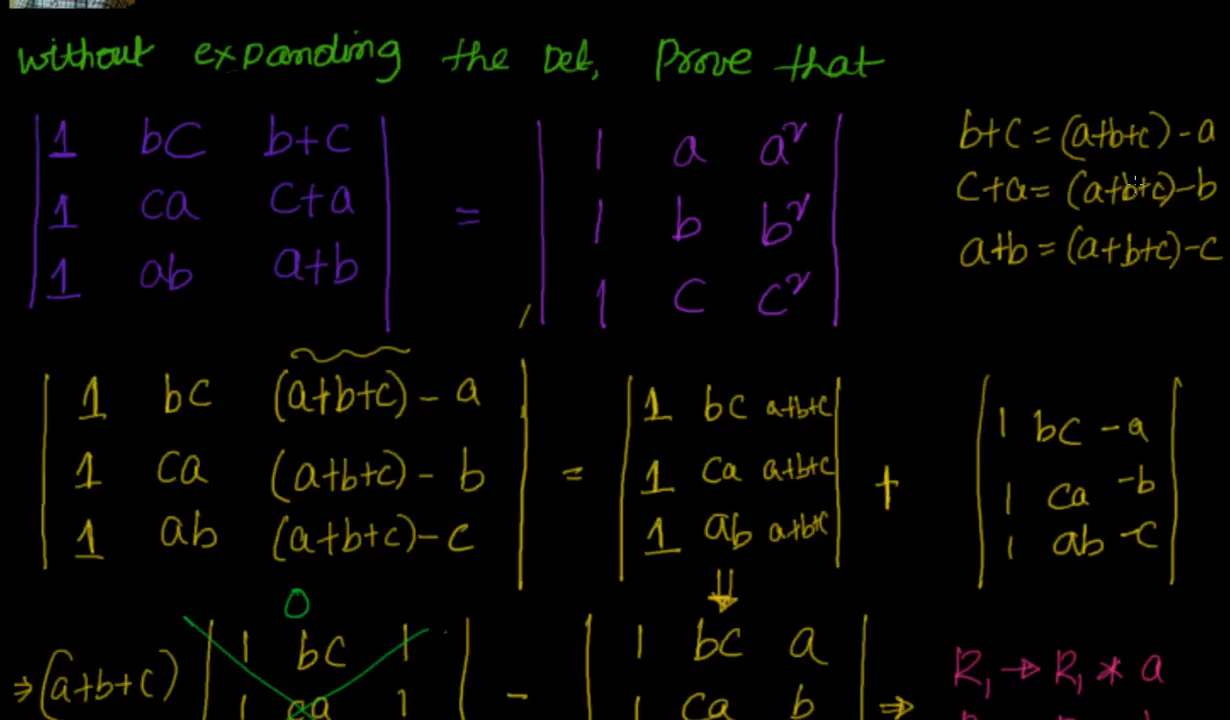 without expanding the Det, Prove that
|1 bc b+c| = |1 a a²|
|1 ca c+a| |1 b b²|
|1 ab a+b| |1 c c²|
b+c = (a+b+c) - a
c+a = (a+b+c) - b
a+b = (a+b+c) - c
|1 bc (a+b+c) - a| = |1 bc a+b+c| + |1 bc -a|
|1 ca (a+b+c) - b| |1 ca a+b+c| |1 ca -b|
|1 ab (a+b+c) - c| |1 ab a+b+c| |1 ab -c|
⇓
0
⇒ (a+b+c) |1 bc 1| - |1 bc a| ⇒
|1 ca 1| |1 ca b|
R₁ → R₁ * a